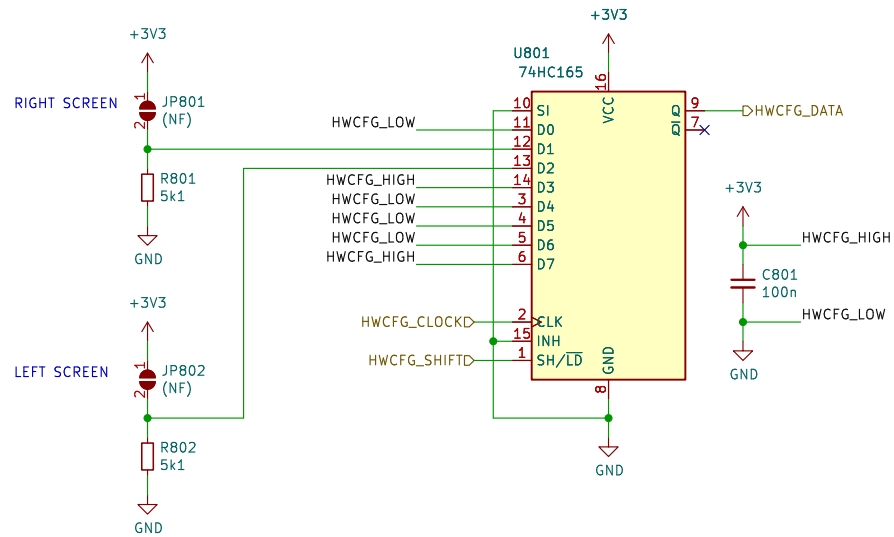 +3V3
RIGHT SCREEN
1
2
JP801
(NF)
R801
5k1
GND
+3V3
LEFT SCREEN
1
2
JP802
(NF)
R802
5k1
GND
+3V3
U801
74HC165
16
VCC
HWCFG_LOW
HWCFG_HIGH
HWCFG_LOW
HWCFG_LOW
HWCFG_LOW
HWCFG_HIGH
HWCFG_CLOCK
HWCFG_SHIFT
10 SI
11 D0
12 D1
13 D2
14 D3
3 D4
4 D5
5 D6
6 D7
2 CLK
15 INH
1 SH/LD
GND
8
GND
Q 9
HWCFG_DATA
Q 7
+3V3
HWCFG_HIGH
C801
100n
HWCFG_LOW
GND